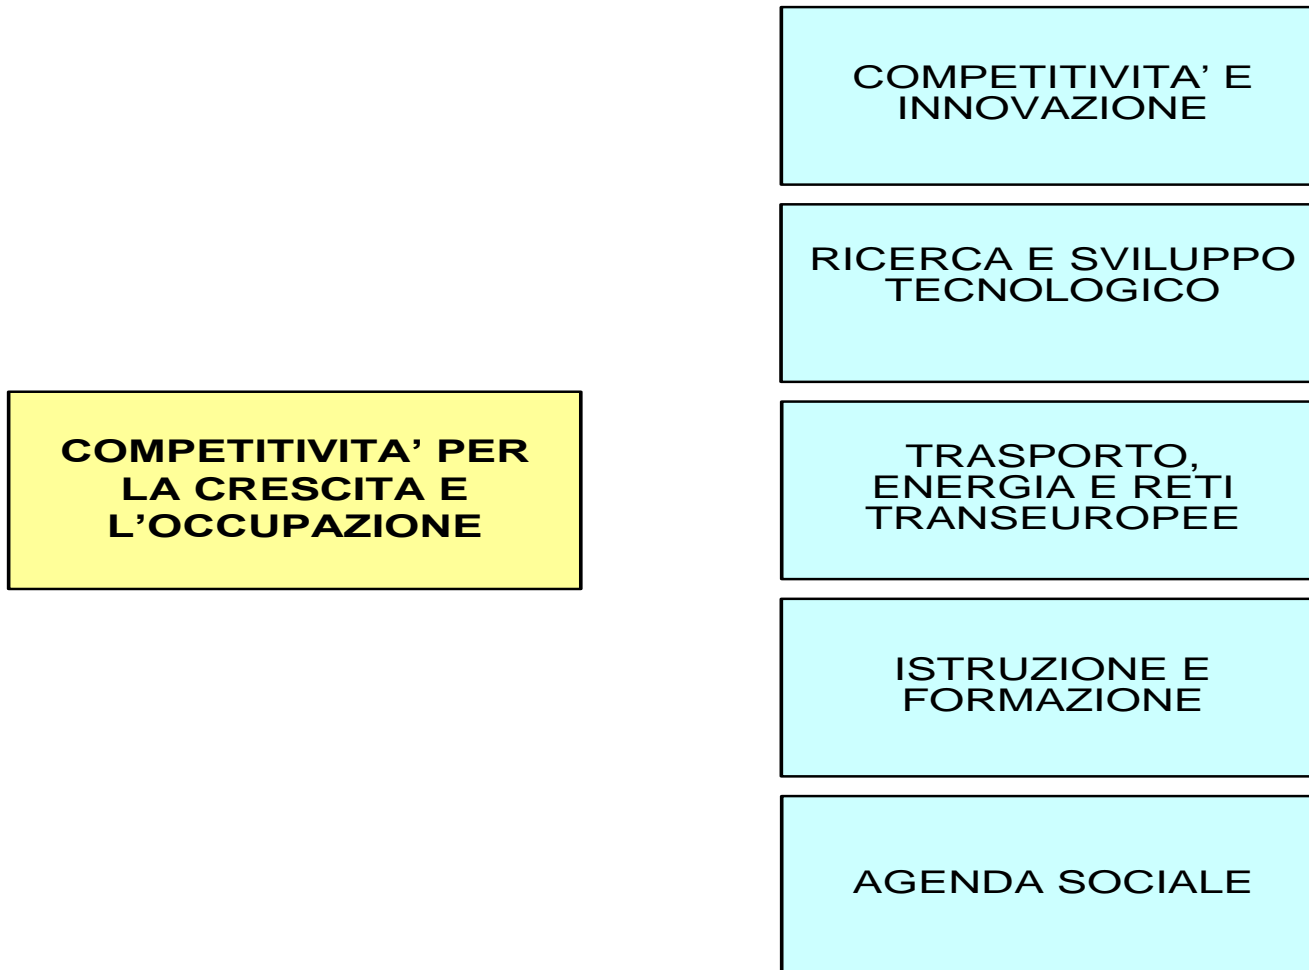 COMPETITIVITA’ E
INNOVAZIONE
RICERCA E SVILUPPO
TECNOLOGICO
COMPETITIVITA’ PER
LA CRESCITA E
L’OCCUPAZIONE
TRASPORTO,
ENERGIA E RETI
TRANSEUROPEE
ISTRUZIONE E
FORMAZIONE
AGENDA SOCIALE